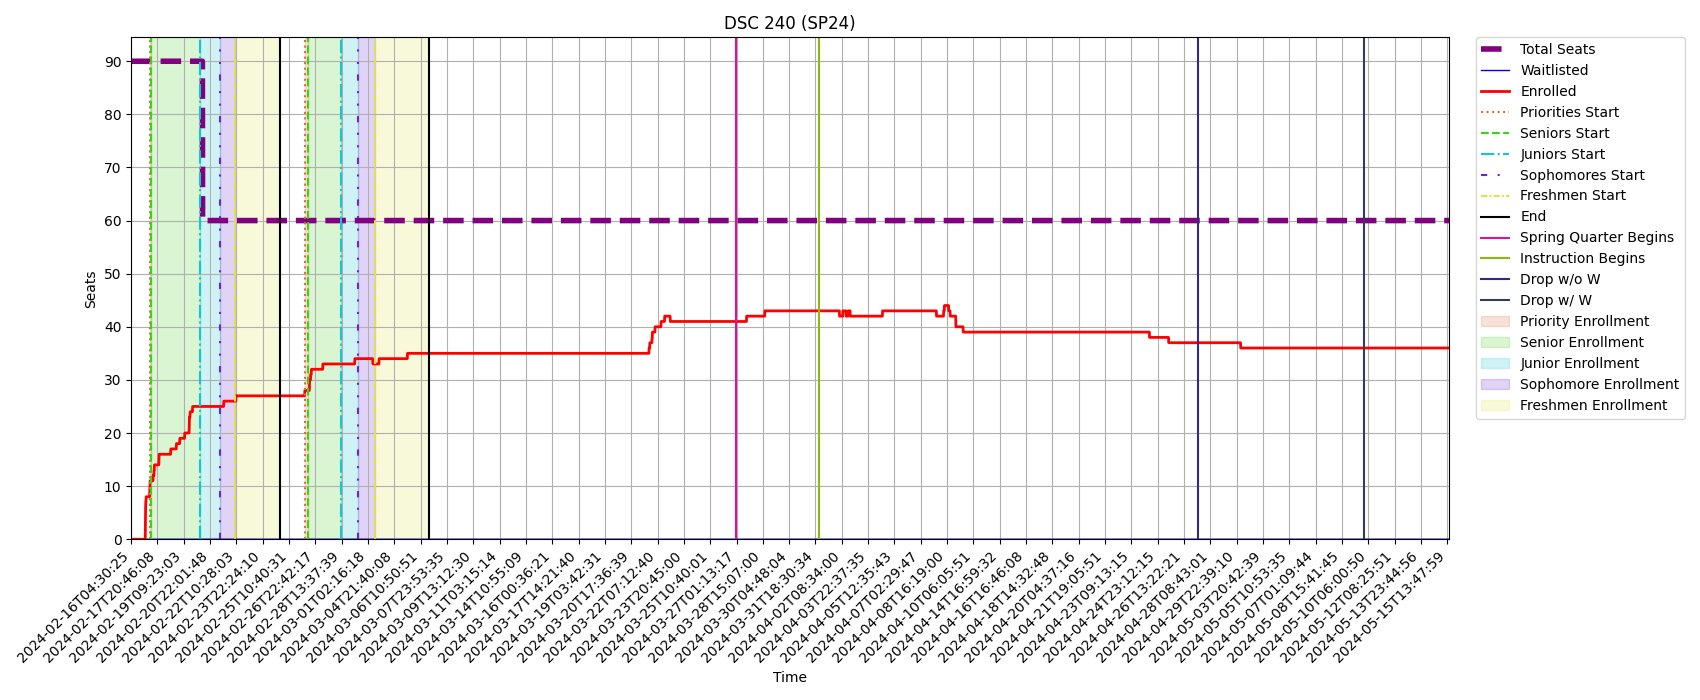 DSC 240 (SP24)
Seats
90
80
70
60
50
40
30
20
10
0
2024-02-16T04:30:25
2024-02-17T20:46:08
2024-02-19T09:23:03
2024-02-20T22:01:48
2024-02-22T10:28:03
2024-02-23T22:24:10
2024-02-25T10:40:31
2024-02-26T22:42:17
2024-02-28T13:37:39
2024-03-01T02:16:18
2024-03-04T21:40:08
2024-03-06T10:50:51
2024-03-07T23:53:35
2024-03-10T12:12:30
2024-03-11T03:15:14
2024-03-14T10:55:09
2024-03-16T00:36:21
2024-03-17T14:21:40
2024-03-19T03:42:31
2024-03-20T17:36:39
2024-03-22T07:12:40
2024-03-23T20:45:00
2024-03-25T10:40:01
2024-03-27T01:13:17
2024-03-28T15:07:00
2024-03-30T04:48:04
2024-03-31T18:30:34
2024-04-02T08:34:00
2024-04-03T22:37:35
2024-04-05T12:35:43
2024-04-07T02:29:47
2024-04-08T16:19:00
2024-04-10T06:05:51
2024-04-14T16:59:32
2024-04-16T16:46:08
2024-04-18T14:32:48
2024-04-20T04:37:16
2024-04-21T19:05:51
2024-04-23T09:13:15
2024-04-24T23:12:15
2024-04-26T13:22:21
2024-04-28T08:43:01
2024-04-29T22:39:10
2024-05-03T20:42:39
2024-05-05T10:53:35
2024-05-07T01:09:44
2024-05-08T15:41:45
2024-05-10T06:00:50
2024-05-12T08:25:51
2024-05-13T23:44:56
2024-05-15T13:47:59
Time
Total Seats
Waitlisted
Enrolled
Priorities Start
Seniors Start
Juniors Start
Sophomores Start
Freshmen Start
End
Spring Quarter Begins
Instruction Begins
Drop w/o W
Drop w/ W
Priority Enrollment
Senior Enrollment
Junior Enrollment
Sophomore Enrollment
Freshmen Enrollment